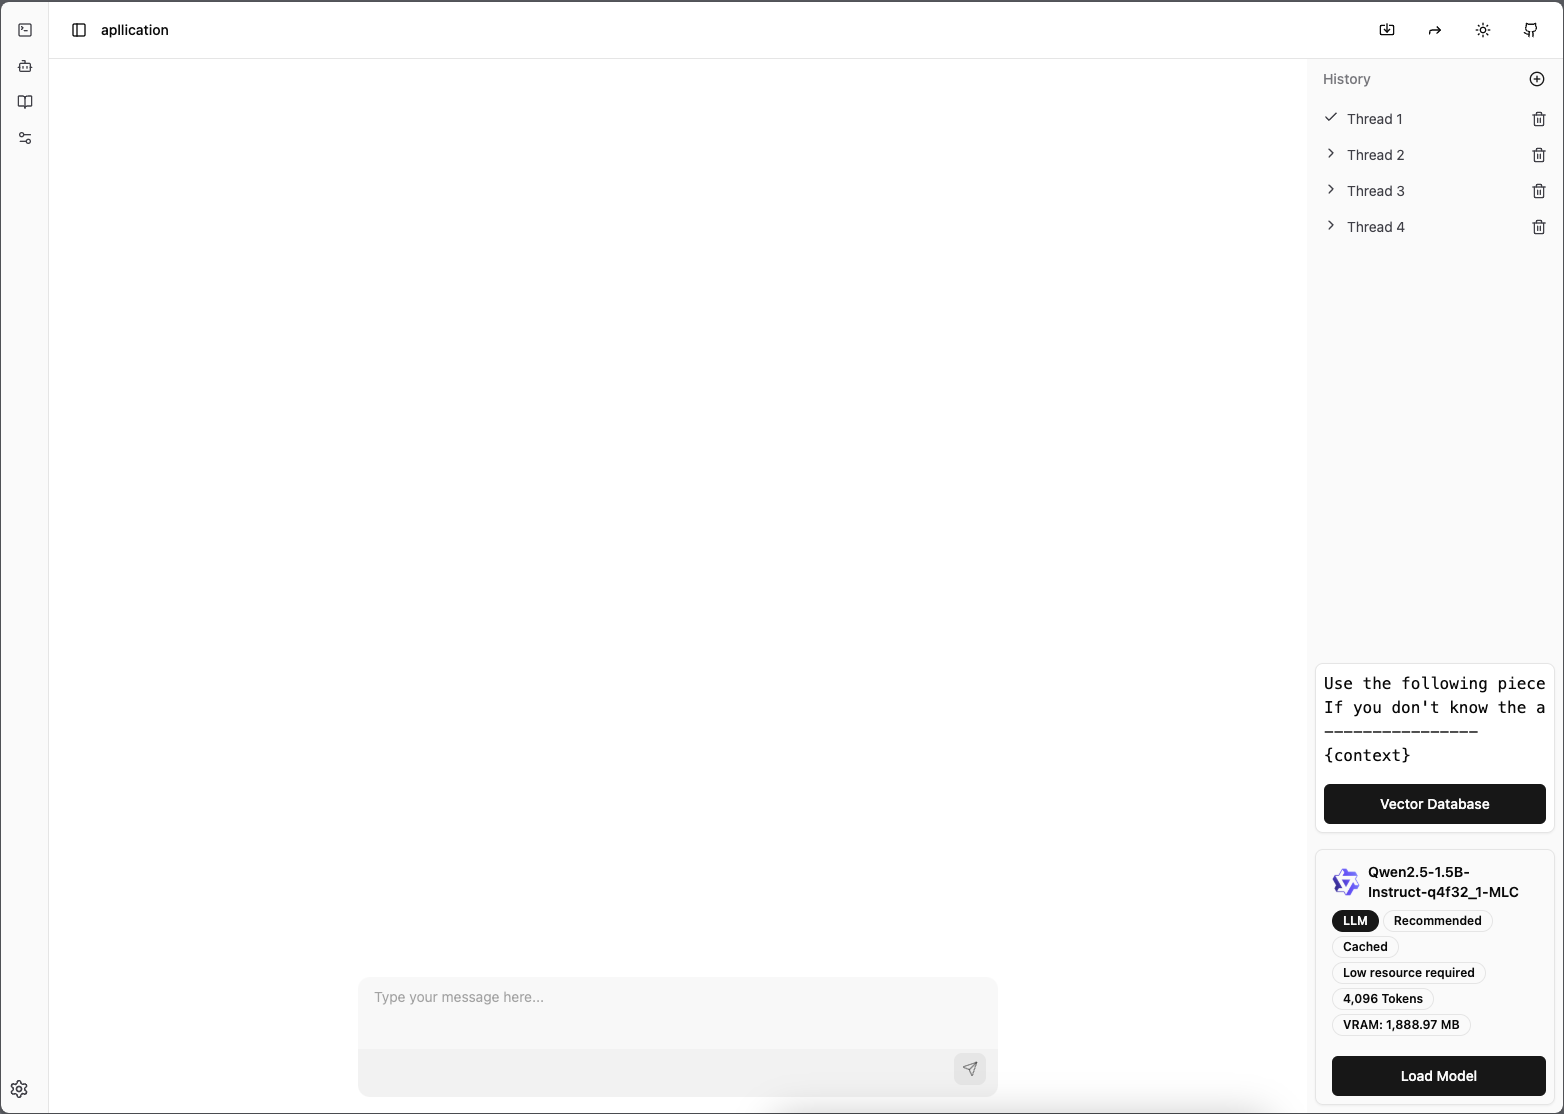 apllication
History
Thread 1
Thread 2
Thread 3
Thread 4
Use the following piece
If you don't know the a
----------------
{context}
Vector Database
Qwen2.5-1.5B-
Instruct-q4f32_1-MLC
LLM Recommended
Cached
Low resource required
4,096 Tokens
VRAM: 1,888.97 MB
Load Model
Type your message here...